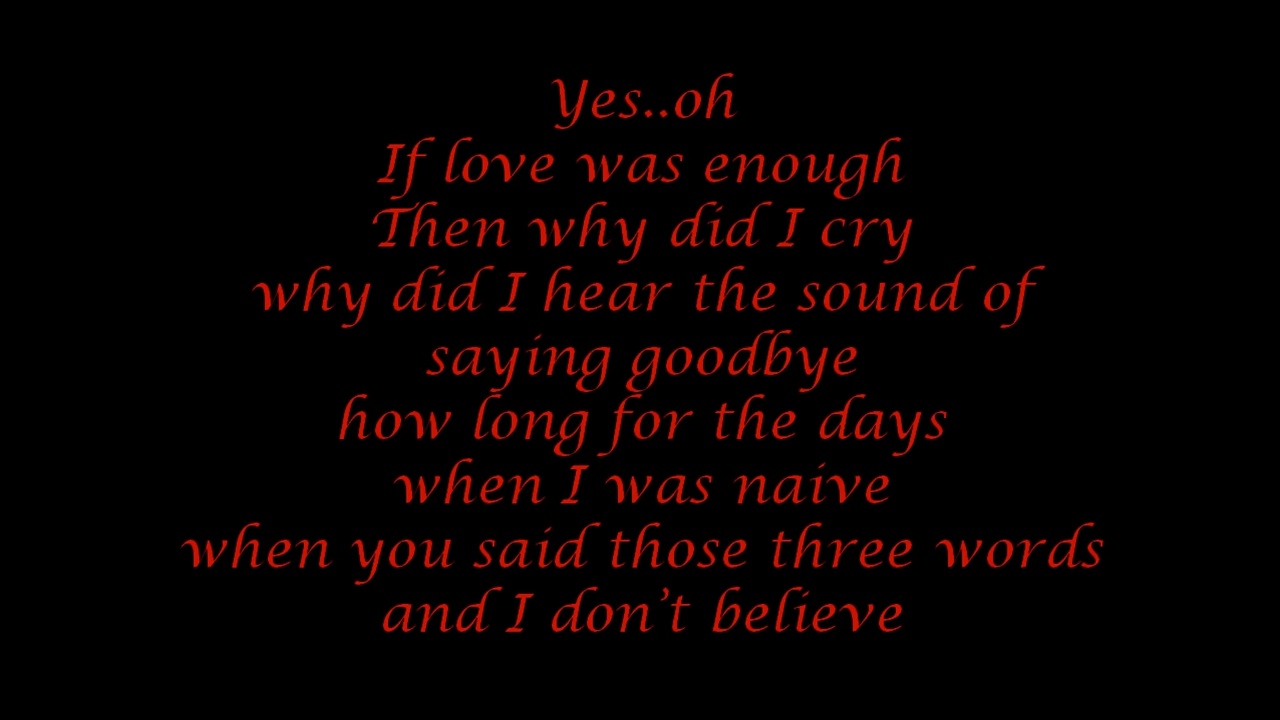 Yes..oh
If love was enough
Then why did I cry
why did I hear the sound of
saying goodbye
how long for the days
when I was naive
when you said those three words
and I don't believe